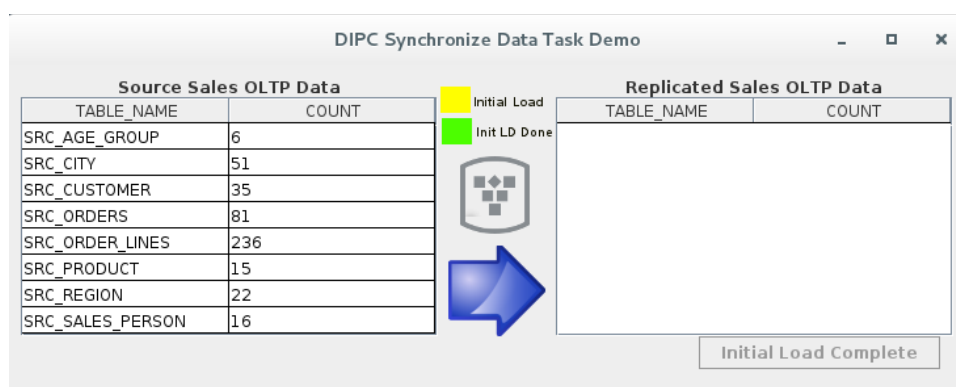 DIPC Synchronize Data Task Demo
Source Sales OLTP Data
TABLE_NAME COUNT
SRC_AGE_GROUP 6
SRC_CITY 51
SRC_CUSTOMER 35
SRC_ORDERS 81
SRC_ORDER_LINES 236
SRC_PRODUCT 15
SRC_REGION 22
SRC_SALES_PERSON 16
Initial Load
Init LD Done
Replicated Sales OLTP Data
TABLE_NAME COUNT
Initial Load Complete